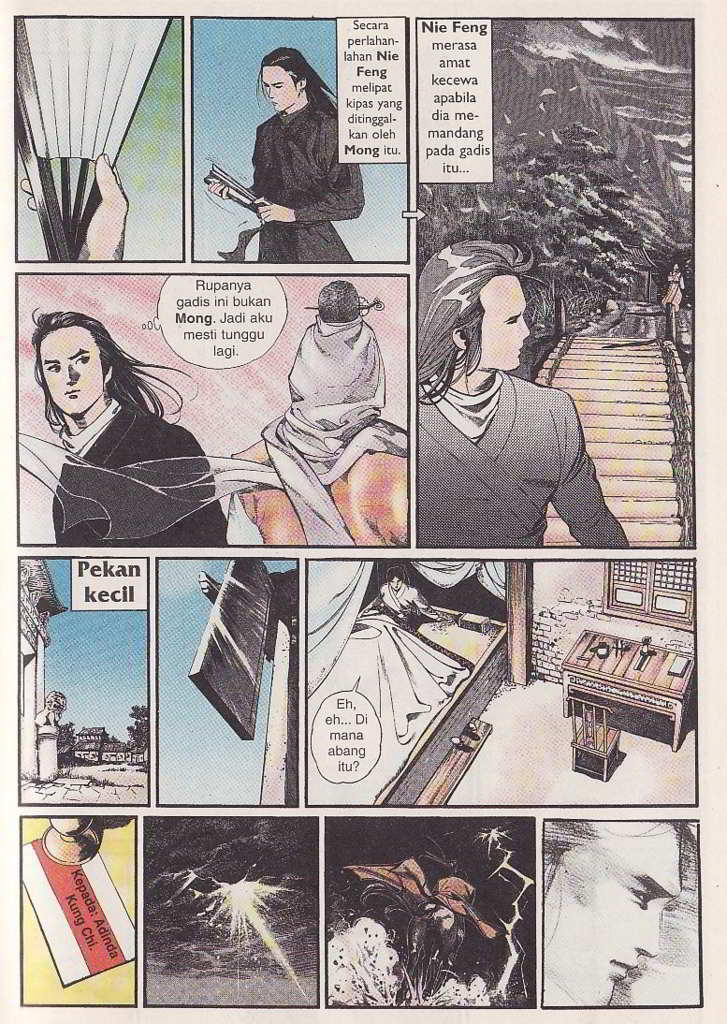 Secara
perlahan-
lahan Nie
Feng
melipat
kipas yang
ditinggal-
kan oleh
Mong itu.
Nie Feng
merasa
amat
kecewa
apabila
dia me-
mandang
pada gadis
itu...
Rupanya
gadis ini bukan
Mong. Jadi aku
mesti tunggu
lagi.
Pekan
kecil
Eh,
eh... Di
mana
abang
itu?
Kepada: Adinda
Kung Chi.